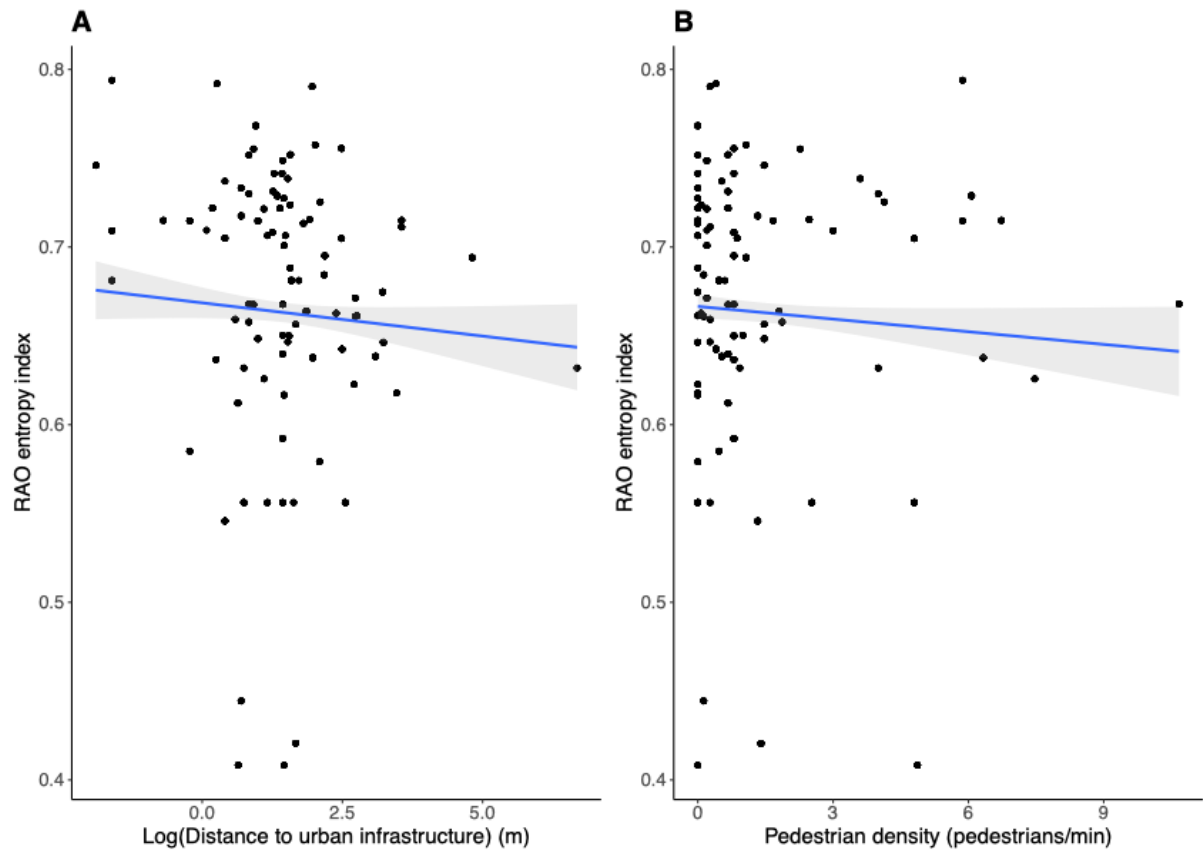 A
B
0.8
0.7
0.6
0.5
0.4
RAO entropy index
0.0
2.5
5.0
Log(Distance to urban infrastructure) (m)
0.8
0.7
0.6
0.5
0.4
RAO entropy index
0
3
6
9
Pedestrian density (pedestrians/min)